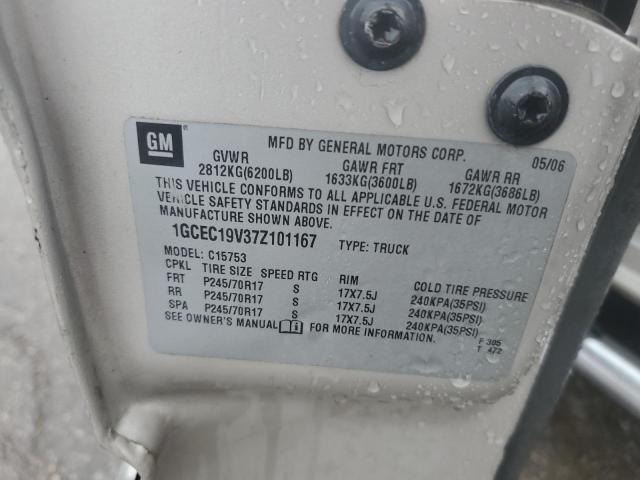 GM
MFD BY GENERAL MOTORS CORP. 05/06
GVWR GAWR FRT GAWR RR
2812KG(6200LB) 1633KG(3600LB) 1672KG(3686LB)
THIS VEHICLE CONFORMS TO ALL APPLICABLE U.S. FEDERAL MOTOR
VEHICLE SAFETY STANDARDS IN EFFECT ON THE DATE OF
MANUFACTURE SHOWN ABOVE.
1GCEC19V37Z101167 TYPE: TRUCK
MODEL: C15753
CPKL TIRE SIZE SPEED RTG RIM COLD TIRE PRESSURE
FRT P245/70R17 S 17X7.5J 240KPA(35PSI)
RR P245/70R17 S 17X7.5J 240KPA(35PSI)
SPA P245/70R17 S 17X7.5J 240KPA(35PSI)
SEE OWNER'S MANUAL FOR MORE INFORMATION.
F 305
T 472